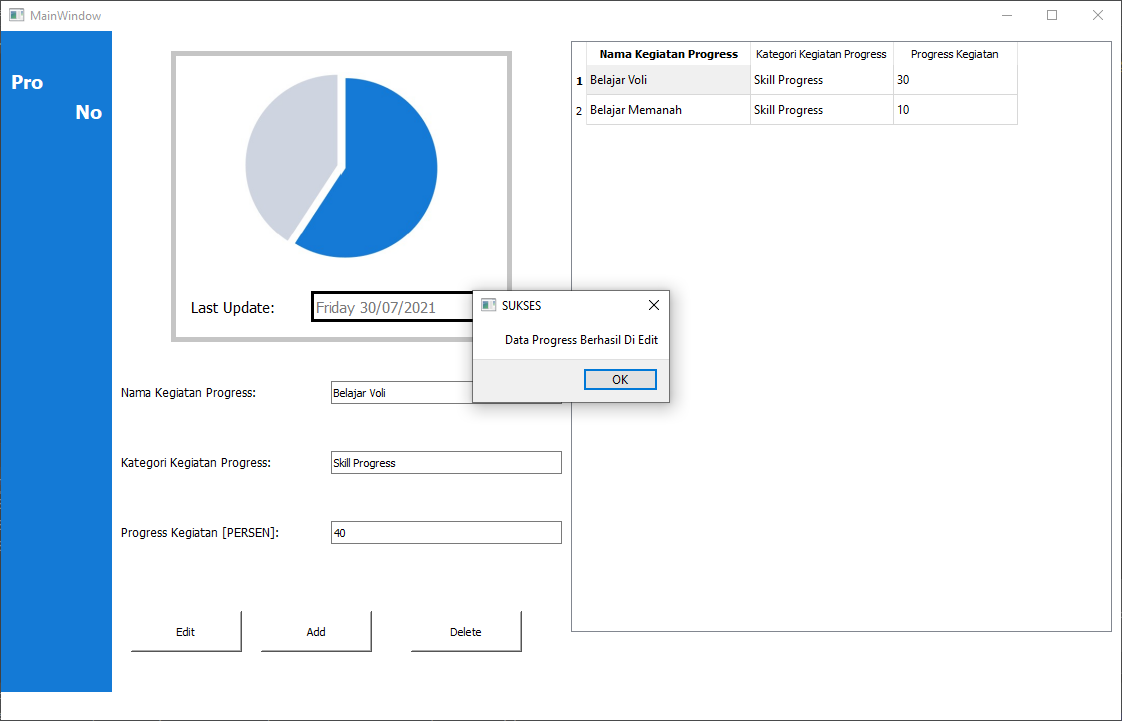 MainWindow
Pro
No
Last Update:
Friday 30/07/2021
Nama Kegiatan Progress:
Belajar Voli
Kategori Kegiatan Progress:
Skill Progress
Progress Kegiatan [PERSEN]:
40
Edit
Add
Delete
Nama Kegiatan Progress Kategori Kegiatan Progress Progress Kegiatan
1 Belajar Voli Skill Progress 30
2 Belajar Memanah Skill Progress 10
SUKSES
Data Progress Berhasil Di Edit
OK